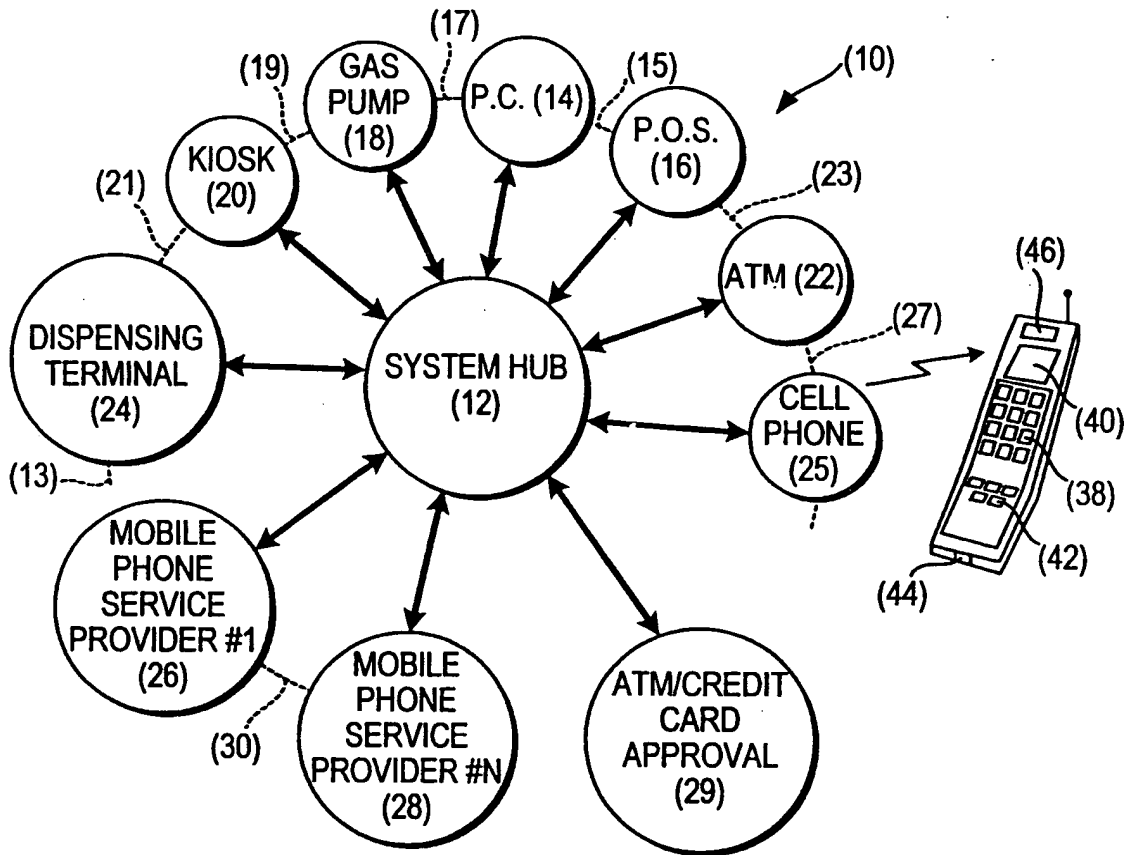 (17)
(10)
(19)
GAS
PUMP
(18)
P.C. (14)
(15)
P.O.S.
(16)
KIOSK
(20)
(21)
(23)
ATM (22)
(46)
DISPENSING
TERMINAL
(24)
SYSTEM HUB
(12)
(27)
CELL
PHONE
(25)
(40)
(13)
(38)
(42)
(44)
MOBILE
PHONE
SERVICE
PROVIDER #1
(26)
MOBILE
PHONE
SERVICE
PROVIDER #N
(28)
ATM/CREDIT
CARD
APPROVAL
(29)
(30)